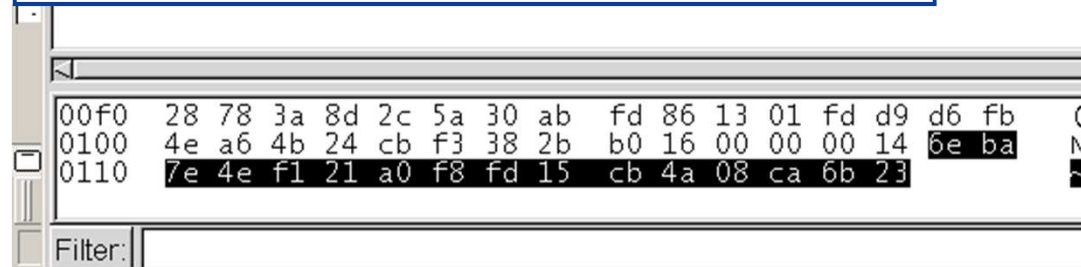 00f0 28 78 3a 8d 2c 5a 30 ab fd 86 13 01 fd d9 d6 fb (
0100 4e a6 4b 24 cb f3 38 2b b0 16 00 00 00 14 6e ba N
0110 7e 4e f1 21 a0 f8 fd 15 cb 4a 08 ca 6b 23 ~
Filter: